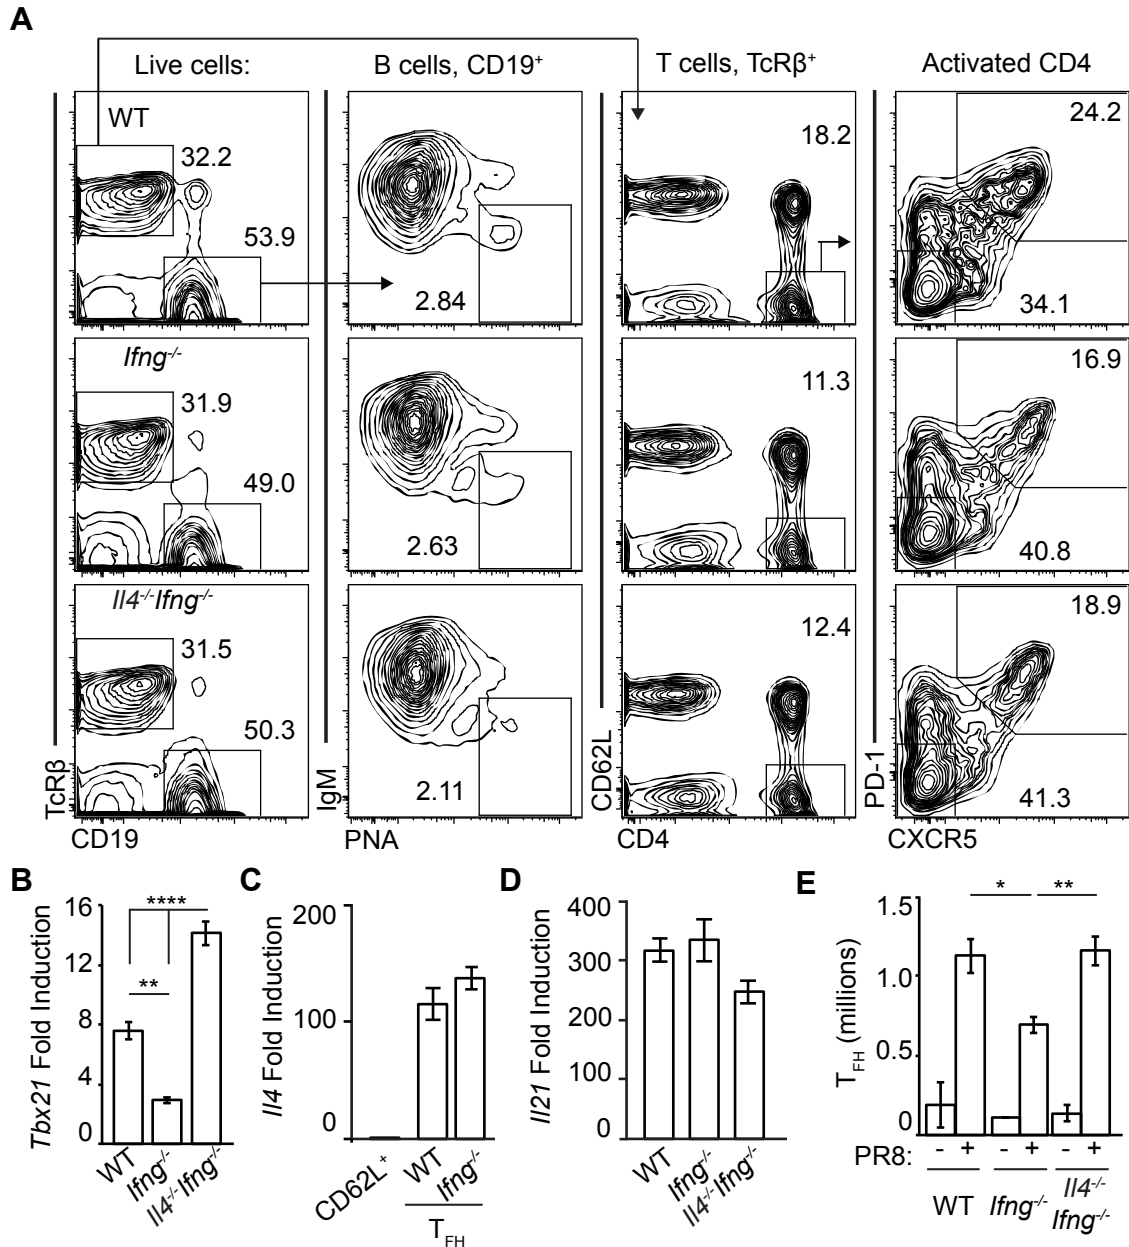 A
Live cells:
B cells, CD19⁺
T cells, TcRβ⁺
Activated CD4
WT
32.2
53.9
2.84
18.2
24.2
34.1
Ifng⁻/⁻
31.9
49.0
2.63
11.3
16.9
40.8
Il4⁻/⁻Ifng⁻/⁻
31.5
50.3
2.11
12.4
18.9
41.3
TcRβ
CD19
IgM
PNA
CD62L
CD4
PD-1
CXCR5
B
Tbx21 Fold Induction
16
12
8
4
0
****
**
WT
Ifng⁻/⁻
Il4⁻/⁻Ifng⁻/⁻
C
Il4 Fold Induction
200
100
0
CD62L⁺
WT
Ifng⁻/⁻
TFH
D
Il21 Fold Induction
400
300
200
100
0
WT
Ifng⁻/⁻
Il4⁻/⁻Ifng⁻/⁻
E
TFH (millions)
1.5
1.0
0.5
0
*
**
PR8: - + - + - +
WT
Ifng⁻/⁻
Il4⁻/⁻
Ifng⁻/⁻